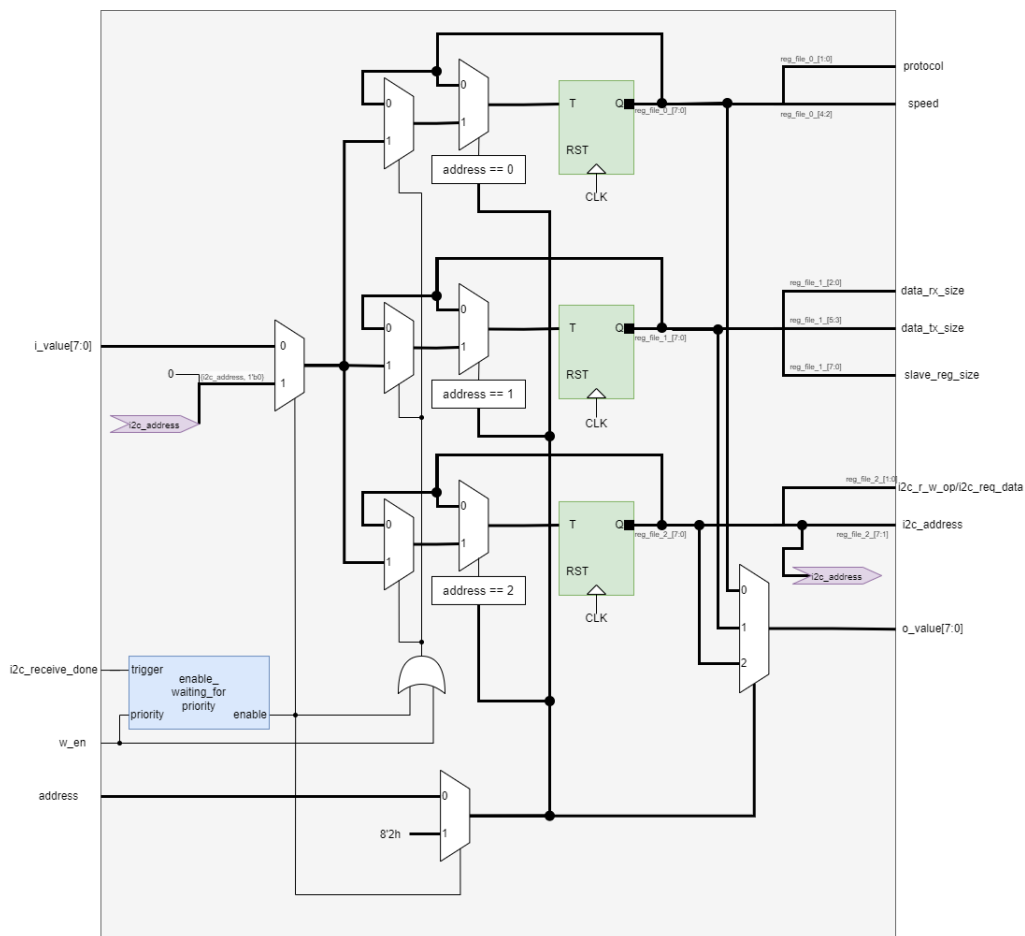 reg_file_0_[1:0]
protocol
0
0
T
Q
reg_file_0_[7:0]
speed
reg_file_0_[4:2]
1
1
RST
address == 0
CLK
reg_file_1_[2:0]
data_rx_size
0
0
T
Q
reg_file_1_[5:3]
data_tx_size
reg_file_1_[7:0]
i_value[7:0]
0
1
1
RST
reg_file_1_[7:0]
slave_reg_size
0
{i2c_address, 1'b0}
1
address == 1
i2c_address
CLK
reg_file_2_[1:0]
i2c_r_w_op/i2c_req_data
0
0
T
Q
i2c_address
reg_file_2_[7:0]
reg_file_2_[7:1]
1
1
RST
i2c_address
address == 2
0
CLK
1
o_value[7:0]
2
i2c_receive_done
trigger
enable_
waiting_for
priority
priority
enable
w_en
address
0
8'2h
1